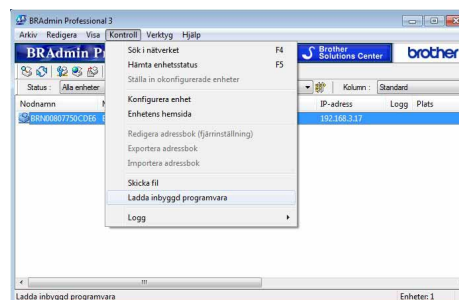 BRAdmin Professional 3
Arkiv Redigera Visa Kontroll Verktyg Hjälp
BRAdmin P
Brother Solutions Center
brother
Sök i nätverket F4
Hämta enhetsstatus F5
Ställa in okonfigurerade enheter
Status : Alla enheter
Kolumn : Standard
Konfigurera enhet
Enhetens hemsida
Nodnamn
IP-adress Logg Plats
BRN00807750CDE6
192.168.3.17
Redigera adressbok (fjärrinställning)
Exportera adressbok
Importera adressbok
Skicka fil
Ladda inbyggd programvara
Logg
Ladda inbyggd programvara
Enheter: 1